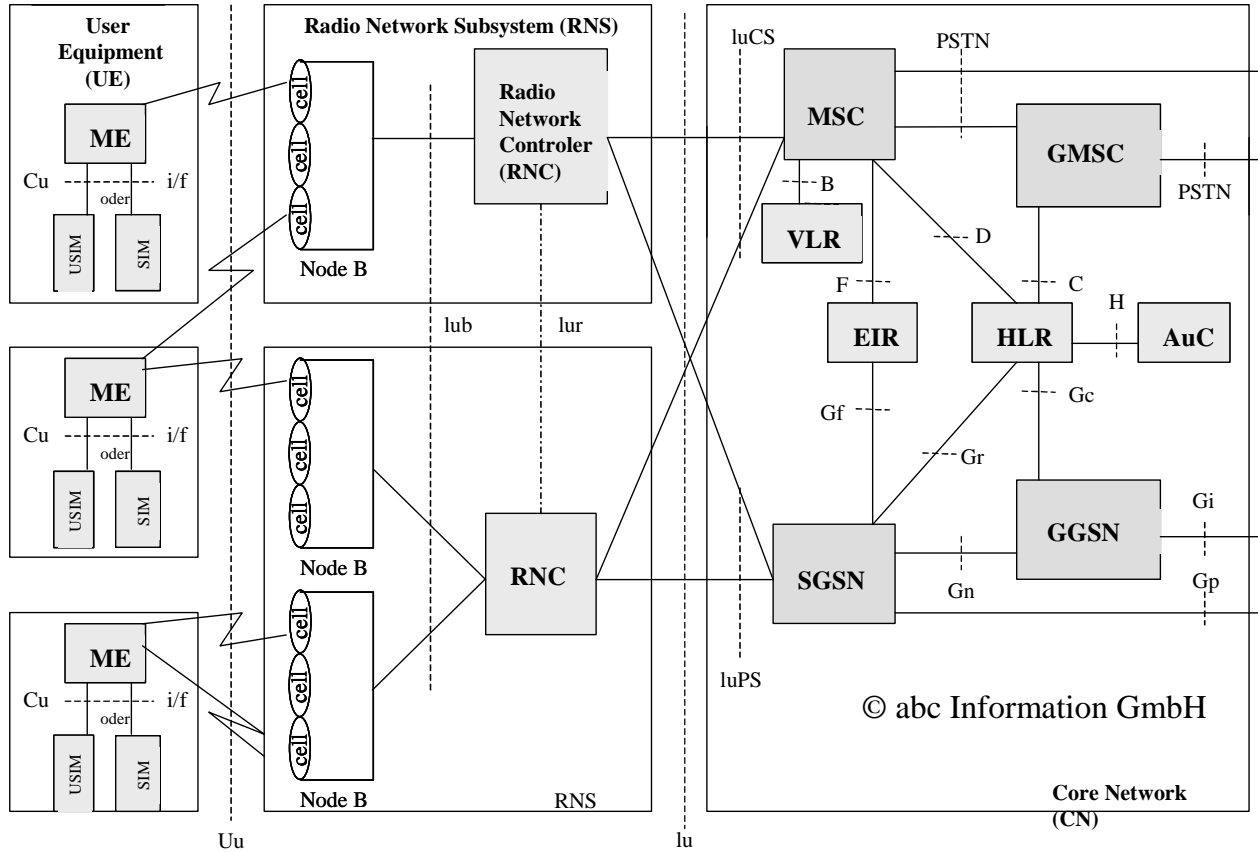 User
Equipment
(UE)
ME
Cu
i/f
oder
USIM
SIM
ME
Cu
i/f
oder
USIM
SIM
ME
Cu
i/f
oder
USIM
SIM
Uu
Radio Network Subsystem (RNS)
cell
cell
cell
Node B
Radio
Network
Controler
(RNC)
lub
lur
cell
cell
cell
Node B
cell
cell
cell
Node B
RNC
RNS
lu
luCS
PSTN
MSC
GMSC
PSTN
B
VLR
D
F
C
H
EIR
HLR
AuC
Gf
Gc
Gr
SGSN
Gn
GGSN
Gi
Gp
luPS
© abc Information GmbH
Core Network
(CN)